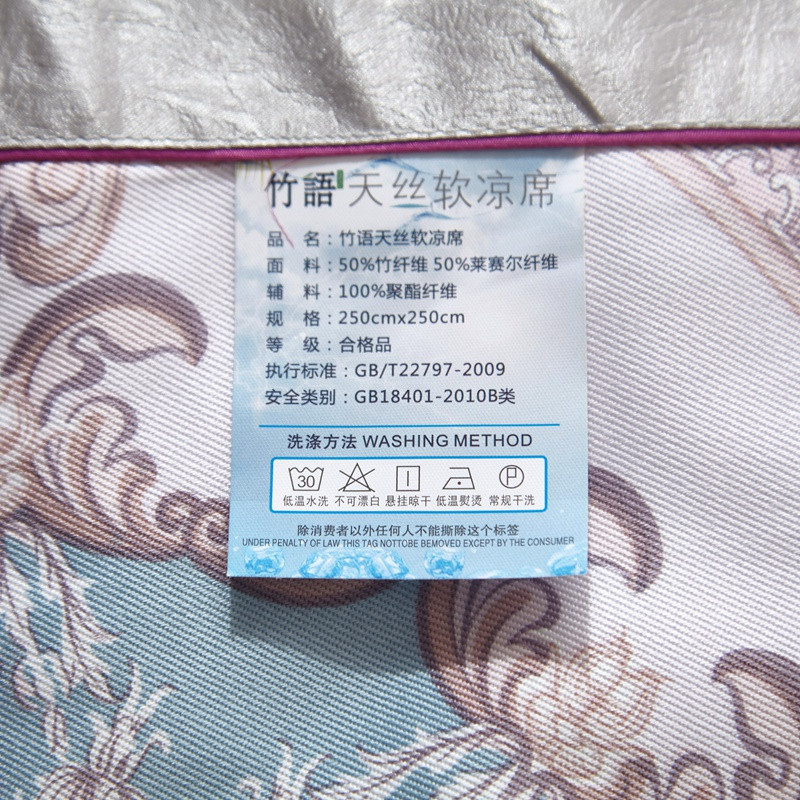 竹語 天丝软凉席
品 名：竹语天丝软凉席
面 料：50%竹纤维 50%莱赛尔纤维
辅 料：100%聚酯纤维
规 格：250cmx250cm
等 级：合格品
执行标准：GB/T22797-2009
安全类别：GB18401-2010B类
洗涤方法 WASHING METHOD
30 P
低温水洗 不可漂白 悬挂晾干 低温熨烫 常规干洗
除消费者以外任何人不能撕除这个标签
UNDER PENALTY OF LAW THIS TAG NOTTOBE BEMOVED EXCEPT BY THE CONSUMER